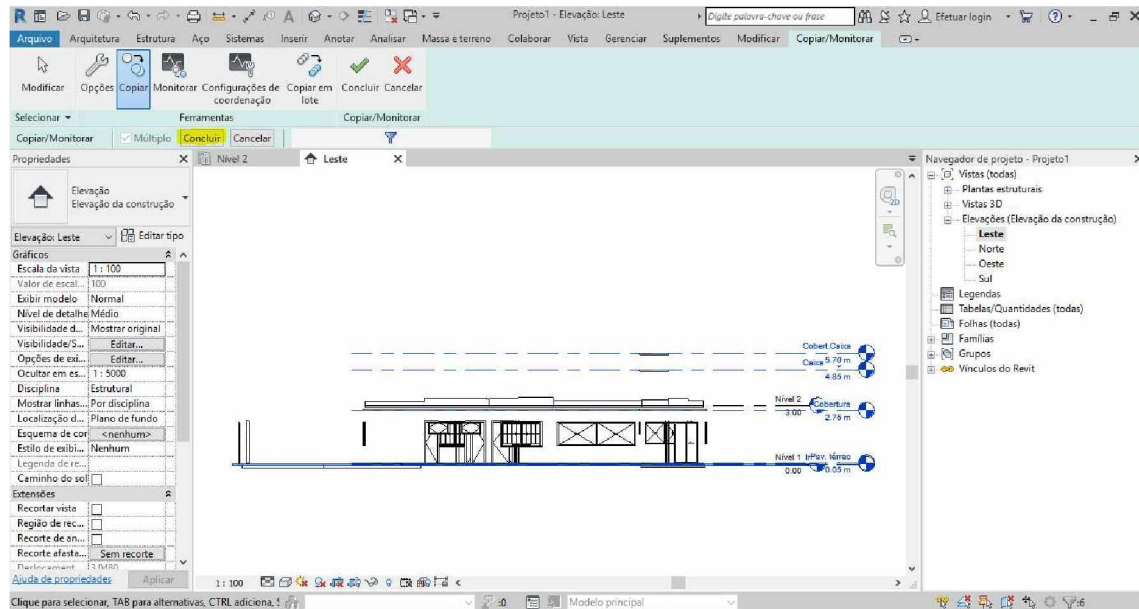 Projeto1 - Elevação: Leste
Digite palavra-chave ou frase
Efetuar login
Arquivo Arquitetura Estrutura Aço Sistemas Inserir Anotar Analisar Massa e terreno Colaborar Vista Gerenciar Suplementos Modificar Copiar/Monitorar
Modificar Opções Copiar Monitorar Configurações de coordenação Copiar em lote Concluir Cancelar
Selecionar Ferramentas Copiar/Monitorar
Copiar/Monitorar Múltiplo Concluir Cancelar
Propriedades
Nível 2 Leste
Navegador de projeto - Projeto1
Elevação
Elevação da construção
Elevação: Leste Editar tipo
Gráficos
Escala da vista 1 : 100
Valor de escal... 100
Exibir modelo Normal
Nível de detalhe Médio
Visibilidade d... Mostrar original
Visibilidade/S... Editar...
Opções de exi... Editar...
Ocultar em es... 1 : 5000
Disciplina Estrutural
Mostrar linhas... Por disciplina
Localização d... Plano de fundo
Esquema de cor <nenhum>
Estilo de exibi... Nenhum
Legenda de re...
Caminho do sol
Extensões
Recortar vista
Região de rec...
Recorte de an...
Recorte afasta... Sem recorte
Ajuda de propriedades Aplicar
Cobert.Caixa
5.70 m
Caixa
4.85 m
Nível 2
3.00
Cobertura
2.76 m
Nível 1
0.00
Pav. térreo
0.05 m
Vistas (todas)
Plantas estruturais
Vistas 3D
Elevações (Elevação da construção)
Leste
Norte
Oeste
Sul
Legendas
Tabelas/Quantidades (todas)
Folhas (todas)
Famílias
Grupos
Vínculos do Revit
1 : 100
Clique para selecionar, TAB para alternativas, CTRL adiciona,
:0 Modelo principal
:6